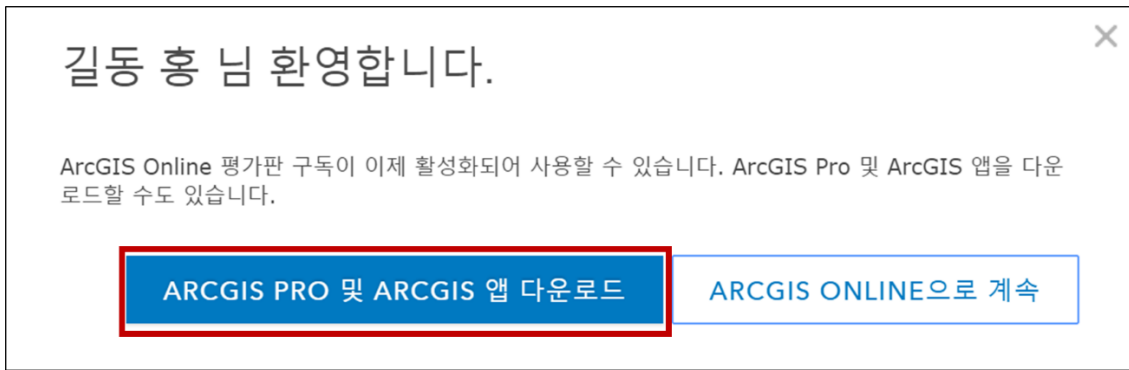 길동 홍 님 환영합니다.
ArcGIS Online 평가판 구독이 이제 활성화되어 사용할 수 있습니다. ArcGIS Pro 및 ArcGIS 앱을 다운
로드할 수도 있습니다.
ARCGIS PRO 및 ARCGIS 앱 다운로드
ARCGIS ONLINE으로 계속